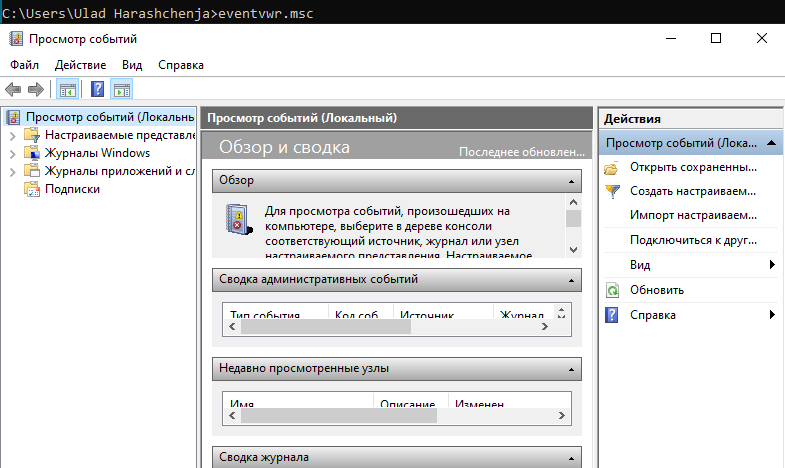 C:\Users\Ulad Harashchenja>eventvwr.msc
Просмотр событий
Файл Действие Вид Справка
Просмотр событий (Локальнь
Настраиваемые представле
Журналы Windows
Журналы приложений и сл
Подписки
Просмотр событий (Локальный)
Обзор и сводка Последнее обновлен...
Обзор
Для просмотра событий, произошедших на
компьютере, выберите в дереве консоли
соответствующий источник, журнал или узел
настраиваемого представления. Настраиваемое
Сводка административных событий
Тип события Код соб Источник Журнал
Недавно просмотренные узлы
Имя Описание Изменен
Сводка журнала
Действия
Просмотр событий (Лока...
Открыть сохраненны...
Создать настраиваем...
Импорт настраиваем...
Подключиться к друг...
Вид
Обновить
Справка